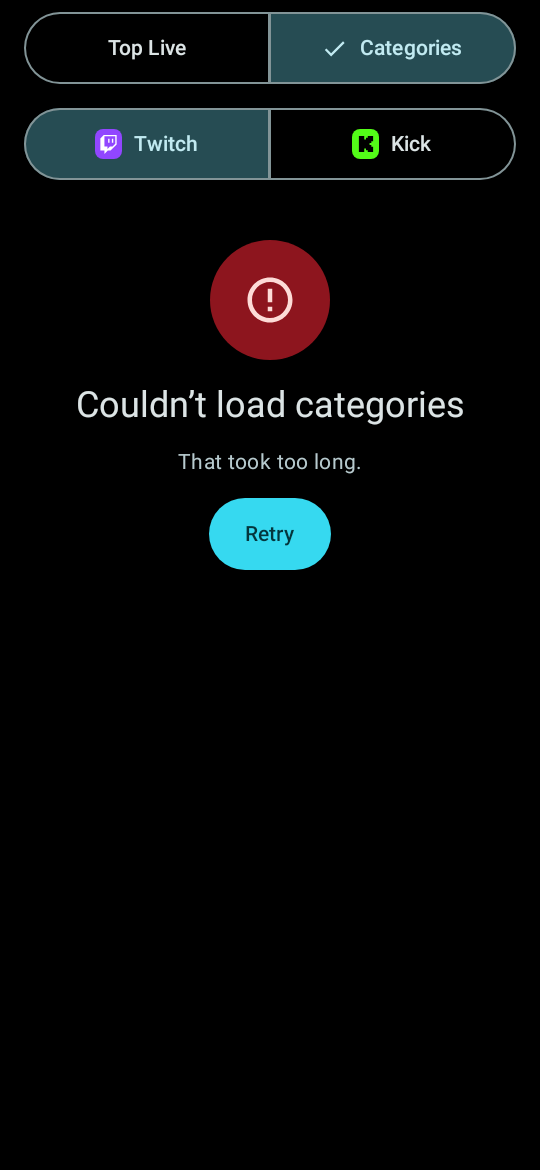 Top Live
Categories
Twitch
Kick
Couldn’t load categories
That took too long.
Retry